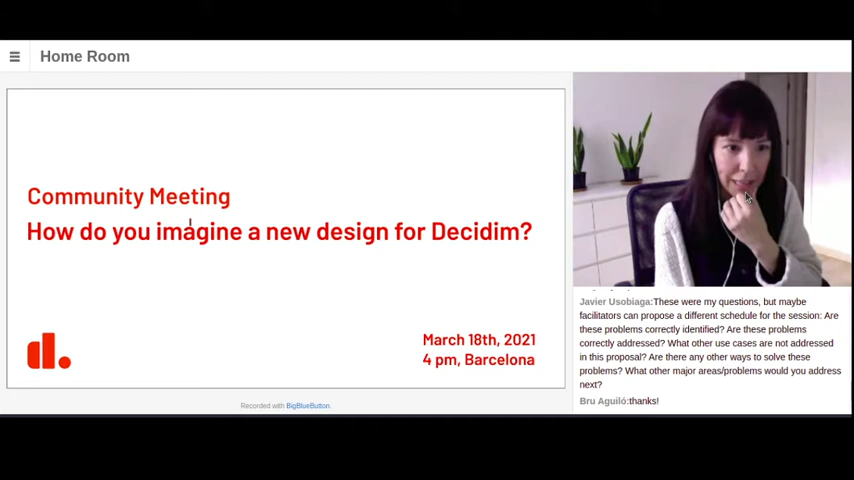 Home Room
Community Meeting
How do you imagine a new design for Decidim?
d.
March 18th, 2021
4 pm, Barcelona
Recorded with BigBlueButton.
Javier Usobiaga:These were my questions, but maybe
facilitators can propose a different schedule for the session: Are
these problems correctly identified? Are these problems
correctly addressed? What other use cases are not addressed
in this proposal? Are there any other ways to solve these
problems? What other major areas/problems would you address
next?
Bru Aguiló:thanks!